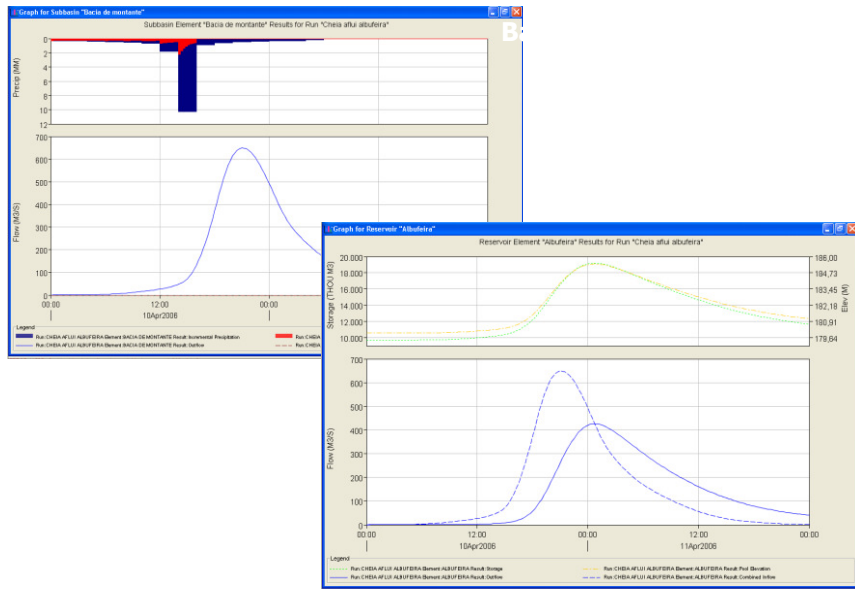 Graph for Subbasin "Bacia de montante"
Subbasin Element "Bacia de montante" Results for Run "Cheia aflui albufeira"
Ba
Precip (MM)
0
2
4
6
8
10
12
Flow (M3/S)
700
600
500
400
300
200
100
0
00:00
12:00
00:00
10Apr2006
Legend
Run:CHEIA AFLUI ALBUFEIRA Element:BACIA DE MONTANTE Result:Incremental Precipitation
Run:CHEIA
Run:CHEIA AFLUI ALBUFEIRA Element:BACIA DE MONTANTE Result:Outflow
Run:CHEIA
Graph for Reservoir "Albufeira"
Reservoir Element "Albufeira" Results for Run "Cheia aflui albufeira"
Storage (THOU M3)
20.000
18.000
16.000
14.000
12.000
10.000
Elev (M)
186,00
184,73
183,45
182,18
180,91
179,64
Flow (M3/S)
700
600
500
400
300
200
100
0
00:00
12:00
00:00
12:00
00:00
10Apr2006
11Apr2006
Legend
Run:CHEIA AFLUI ALBUFEIRA Element:ALBUFEIRA Result:Storage
Run:CHEIA AFLUI ALBUFEIRA Element:ALBUFEIRA Result:Pool Elevation
Run:CHEIA AFLUI ALBUFEIRA Element:ALBUFEIRA Result:Outflow
Run:CHEIA AFLUI ALBUFEIRA Element:ALBUFEIRA Result:Combined Inflow